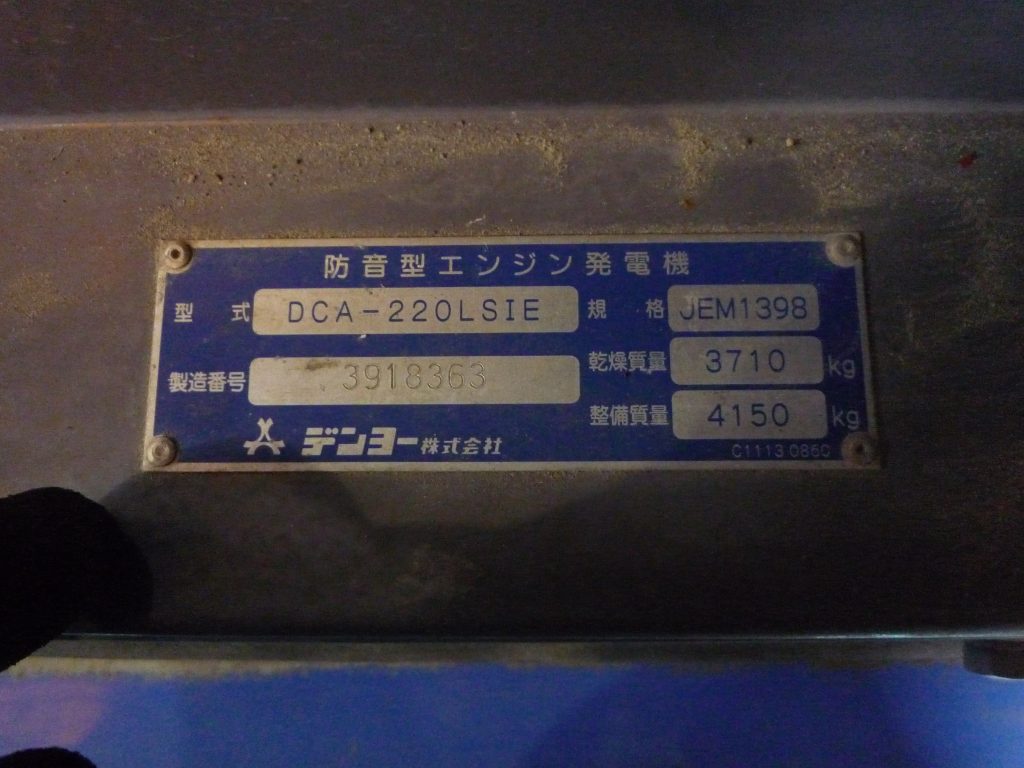 防音型エンジン発電機
型式 DCA-220LSIE 規格 JEM1398
製造番号 3918363 乾燥質量 3710 kg
整備質量 4150 kg
デンヨー株式会社
C1113 086C